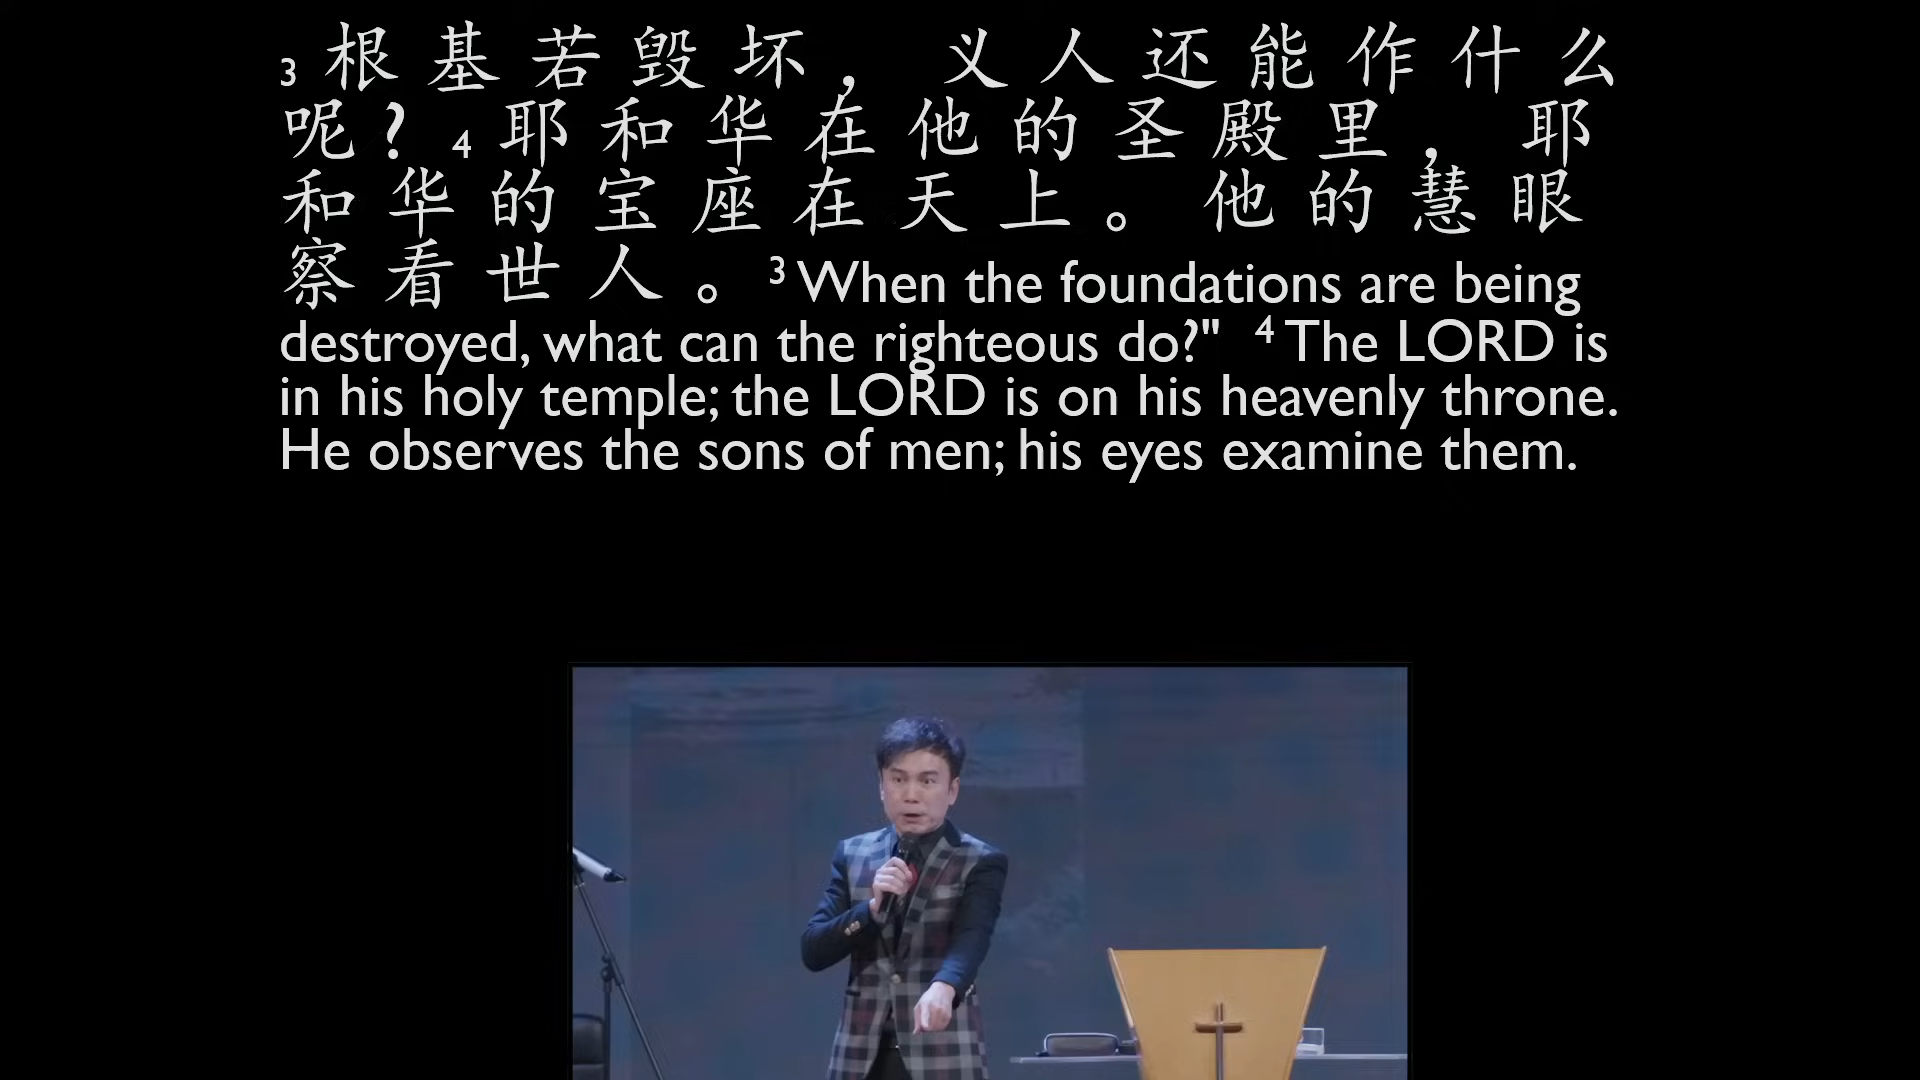 3 根基若毁坏，义人还能作什么
呢？4 耶和华在他的圣殿里，耶
和华的宝座在天上。他的慧眼
察看世人。3 When the foundations are being
destroyed, what can the righteous do?" 4 The LORD is
in his holy temple; the LORD is on his heavenly throne.
He observes the sons of men; his eyes examine them.